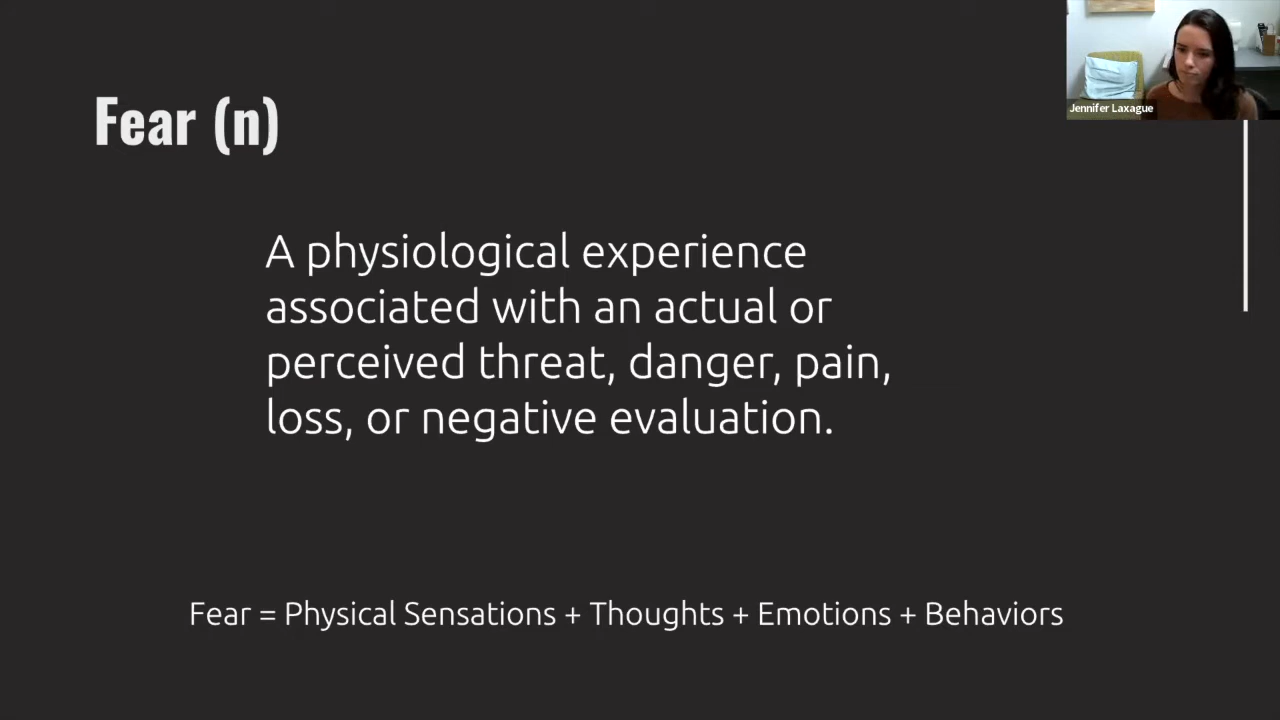 Fear (n)
A physiological experience
associated with an actual or
perceived threat, danger, pain,
loss, or negative evaluation.
Fear = Physical Sensations + Thoughts + Emotions + Behaviors
Jennifer Laxague